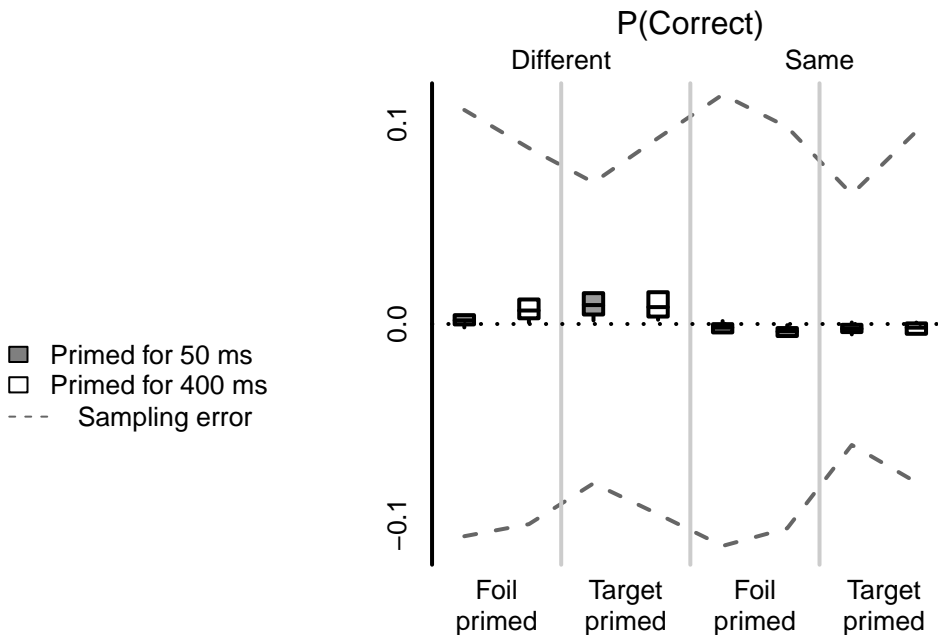 P(Correct)
Different Same
0.1
0.0
−0.1
Primed for 50 ms
Primed for 400 ms
Sampling error
Foil primed
Target primed
Foil primed
Target primed